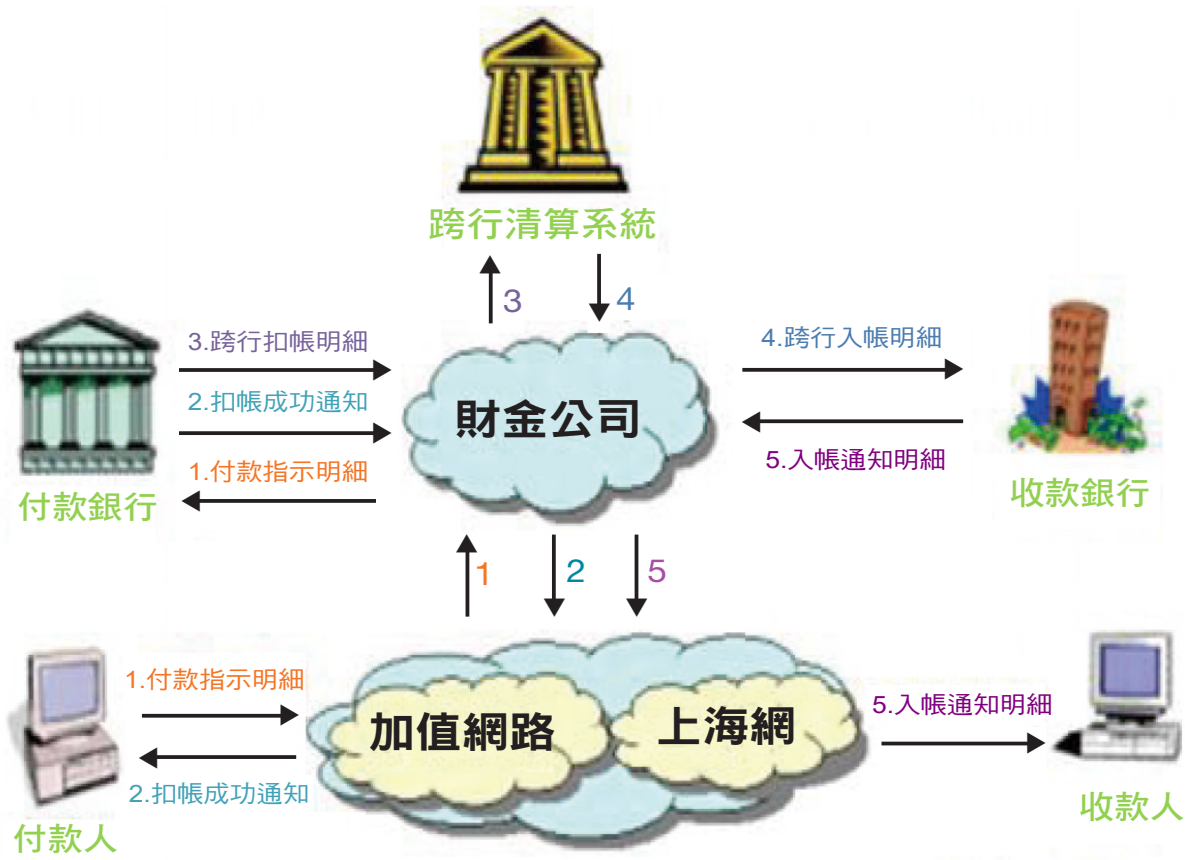 跨行清算系統
3
4
3.跨行扣帳明細
2.扣帳成功通知
1.付款指示明細
付款銀行
財金公司
4.跨行入帳明細
5.入帳通知明細
收款銀行
1
2
5
1.付款指示明細
2.扣帳成功通知
付款人
加值網路
上海網
5.入帳通知明細
收款人